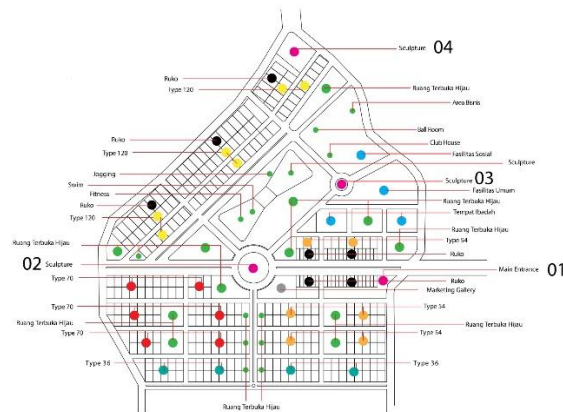 Sculpture 04
Ruko
Type 120
Ruang Terbuka Hijau
Area Bisnis
Ruko
Ball Room
Type 120
Club House
Fasilitas Sosial
Jogging
Sculpture
Swim
Sculpture
Fitness
03
Ruko
Fasilitas Umum
Type 120
Ruang Terbuka Hijau
Tempat Ibadah
Ruang Terbuka Hijau
Ruang Terbuka Hijau
Type 54
Ruko
02 Sculpture
Main Entrance 01
Type 70
Ruko
Marketing Gallery
Type 70
Type 54
Ruang Terbuka Hijau
Ruang Terbuka Hijau
Type 70
Type 54
Type 36
Type 36
Ruang Terbuka Hijau